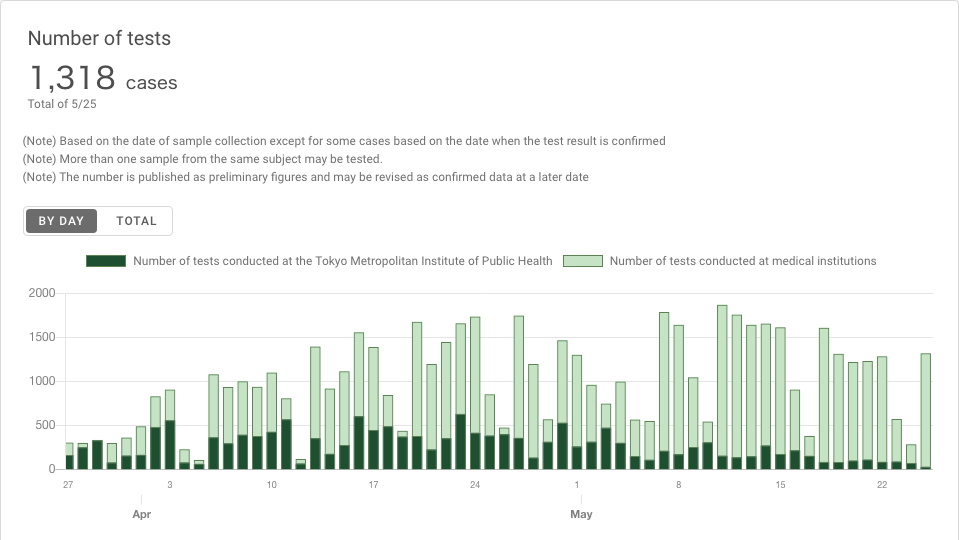 Number of tests
1,318 cases
Total of 5/25
(Note) Based on the date of sample collection except for some cases based on the date when the test result is confirmed
(Note) More than one sample from the same subject may be tested.
(Note) The number is published as preliminary figures and may be revised as confirmed data at a later date
BY DAY TOTAL
Number of tests conducted at the Tokyo Metropolitan Institute of Public Health Number of tests conducted at medical institutions
2000
1500
1000
500
0
27 3 10 17 24 1 8 15 22
Apr May